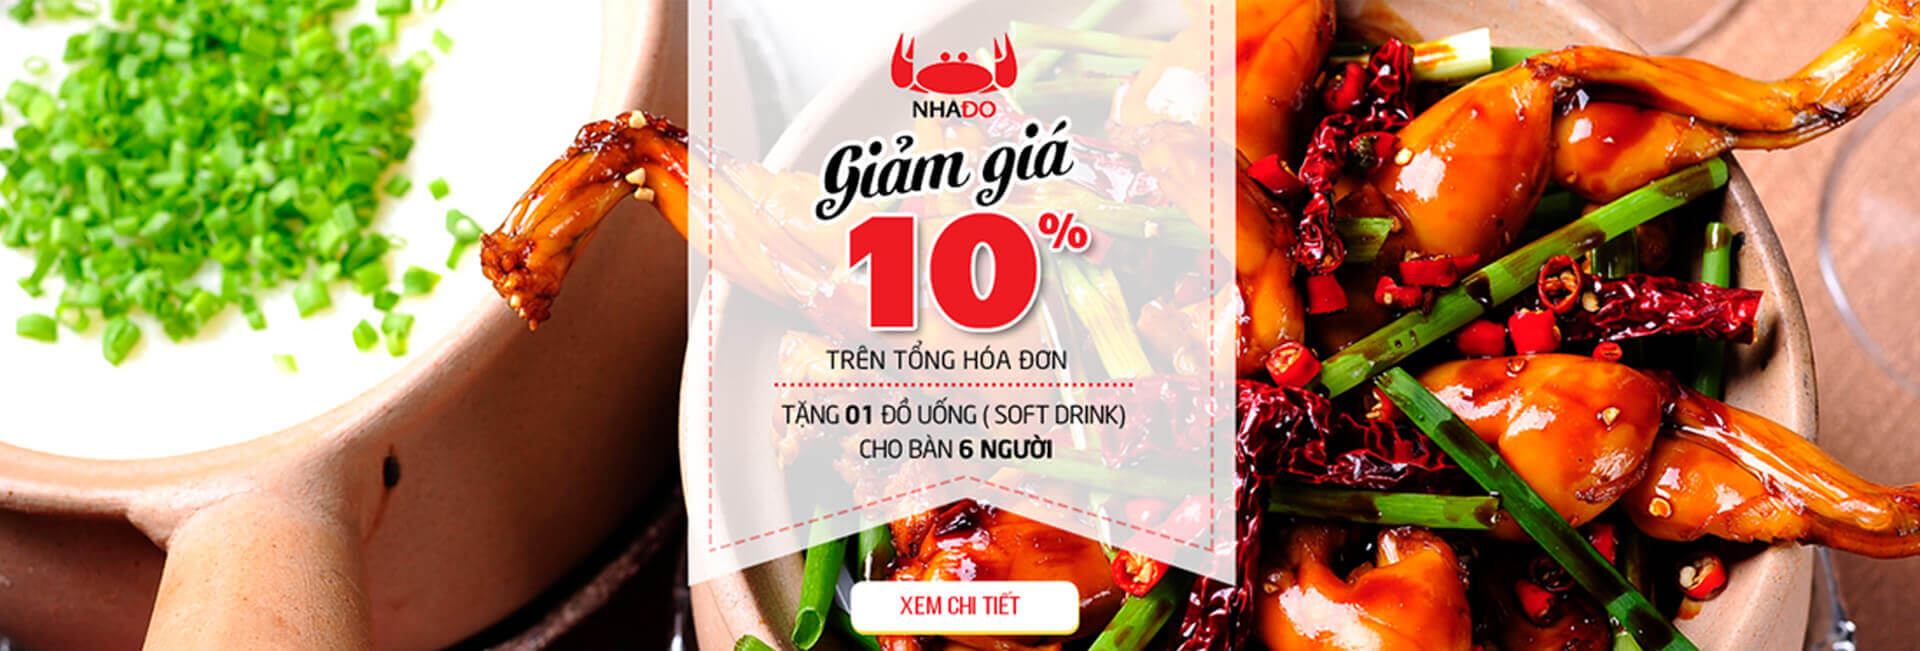 NHAĐO
Giảm giá
10%
TRÊN TỔNG HÓA ĐƠN
TẶNG 01 ĐỒ UỐNG ( SOFT DRINK)
CHO BÀN 6 NGƯỜI
XEM CHI TIẾT